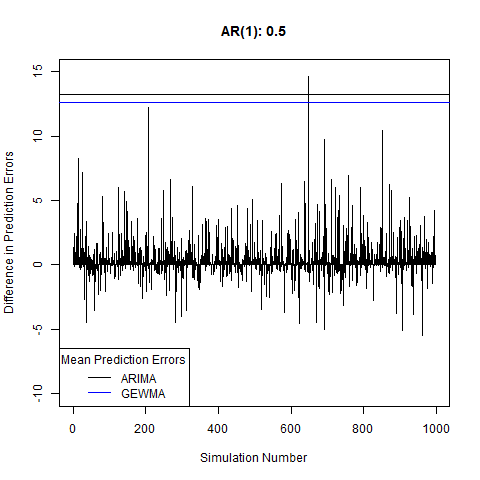 AR(1): 0.5
Difference in Prediction Errors
15
10
5
0
-5
-10
Mean Prediction Errors
ARIMA
GEWMA
0 200 400 600 800 1000
Simulation Number